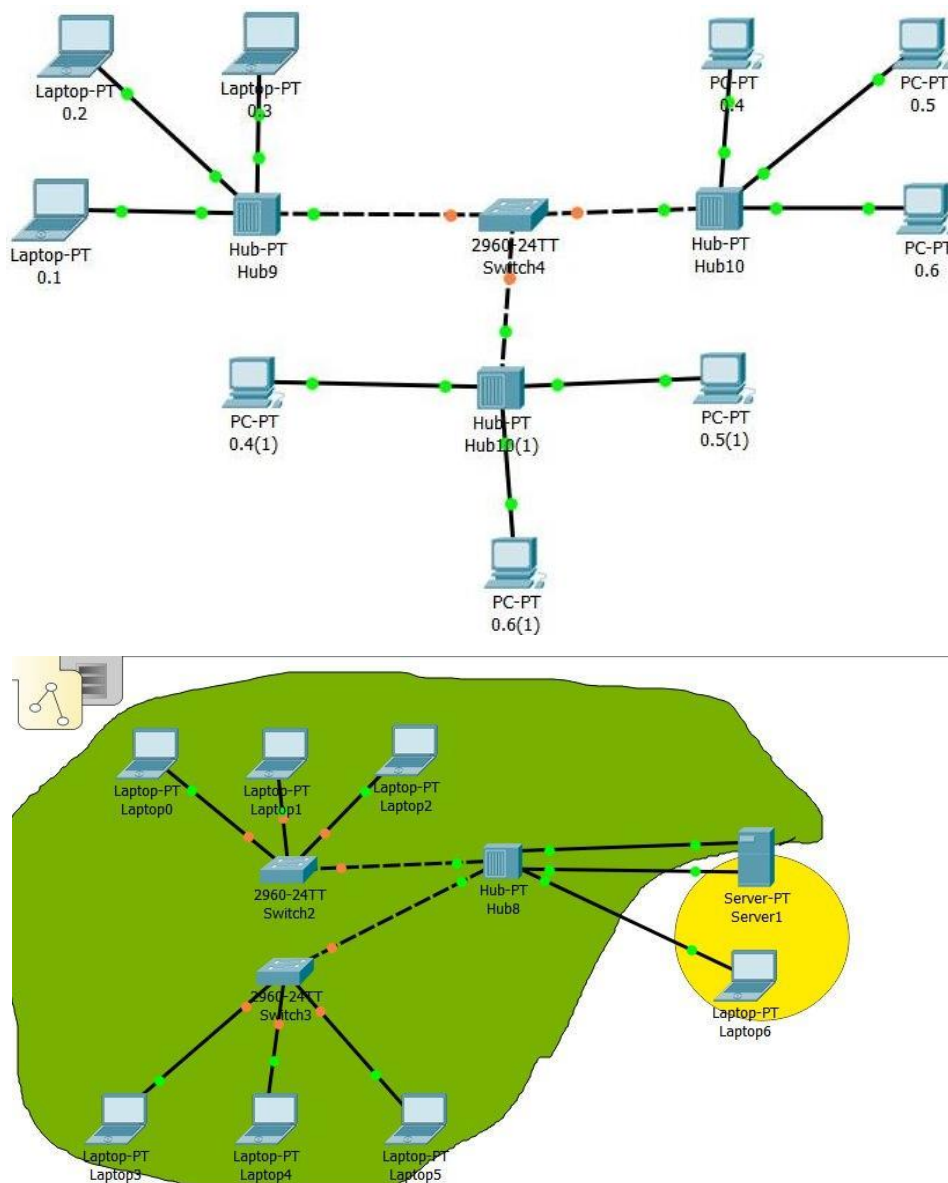 Laptop-PT
0.2
Laptop-PT
0.3
PC-PT
0.4
PC-PT
0.5
Laptop-PT
0.1
Hub-PT
Hub9
2960-24TT
Switch4
Hub-PT
Hub10
PC-PT
0.6
PC-PT
0.4(1)
Hub-PT
Hub10(1)
PC-PT
0.5(1)
PC-PT
0.6(1)
Laptop-PT
Laptop0
Laptop-PT
Laptop1
Laptop-PT
Laptop2
2960-24TT
Switch2
Hub-PT
Hub8
Server-PT
Server1
2960-24TT
Switch3
Laptop-PT
Laptop6
Laptop-PT
Laptop3
Laptop-PT
Laptop4
Laptop-PT
Laptop5